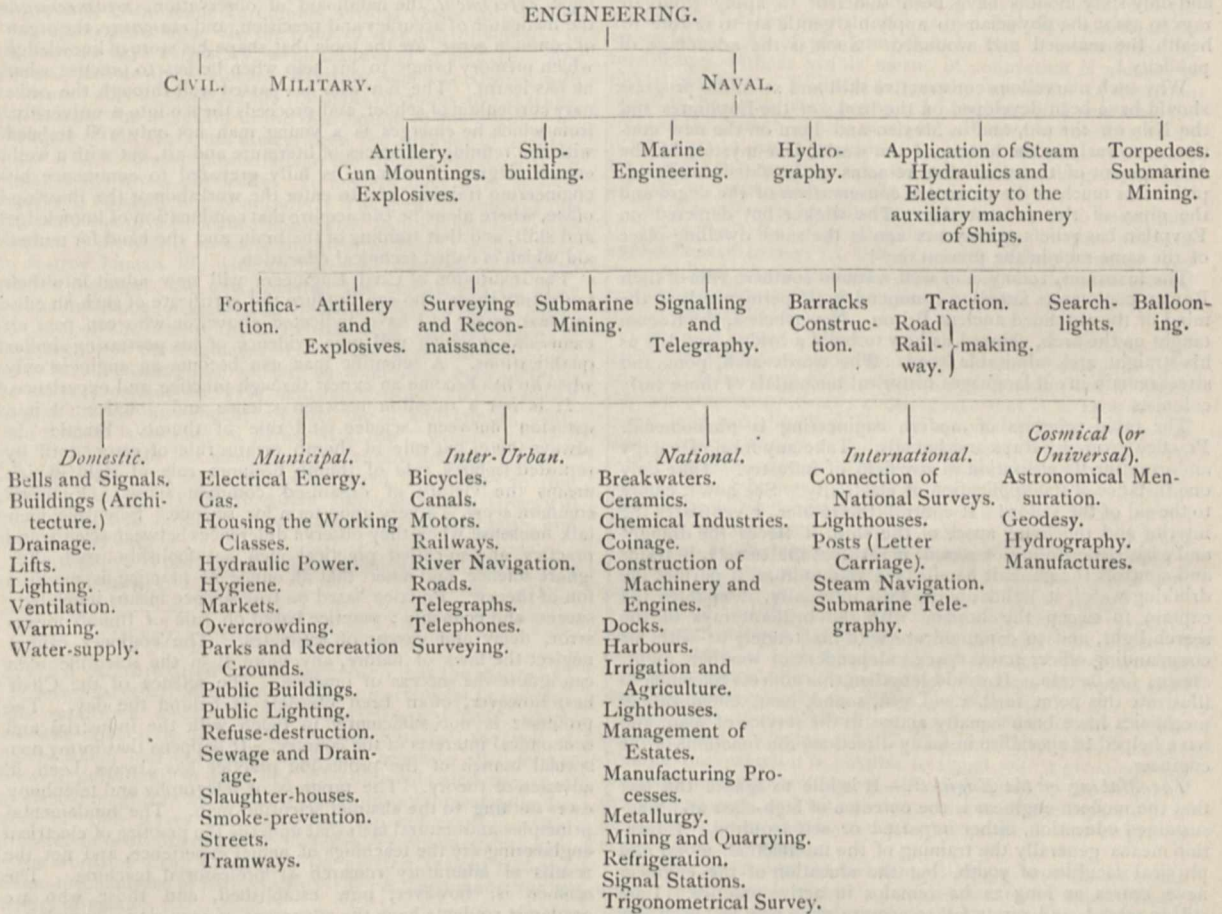 ENGINEERING.
CIVIL. MILITARY. NAVAL.
Artillery.
Gun Mountings.
Explosives.
Ship-
building.
Marine
Engineering.
Hydro-
graphy.
Application of Steam
Hydraulics and
Electricity to the
auxiliary machinery
of Ships.
Torpedoes.
Submarine
Mining.
Fortifica-
tion.
Artillery
and
Explosives.
Surveying
and Recon-
naissance.
Submarine
Mining.
Signalling
and
Telegraphy.
Barracks
Construc-
tion.
Traction.
Road
Rail-
way.
making.
Search-
lights.
Balloon-
ing.
Domestic.
Bells and Signals.
Buildings (Archi-
tecture.)
Drainage.
Lifts.
Lighting.
Ventilation.
Warming.
Water-supply.
Municipal.
Electrical Energy.
Gas.
Housing the Working
Classes.
Hydraulic Power.
Hygiene.
Markets.
Overcrowding.
Parks and Recreation
Grounds.
Public Buildings.
Public Lighting.
Refuse-destruction.
Sewage and Drain-
age.
Slaughter-houses.
Smoke-prevention.
Streets.
Tramways.
Inter-Urban.
Bicycles.
Canals.
Motors.
Railways.
River Navigation.
Roads.
Telegraphs.
Telephones.
Surveying.
National.
Breakwaters.
Ceramics.
Chemical Industries.
Coinage.
Construction of
Machinery and
Engines.
Docks.
Harbours.
Irrigation and
Agriculture.
Lighthouses.
Management of
Estates.
Manufacturing Pro-
cesses.
Metallurgy.
Mining and Quarrying.
Refrigeration.
Signal Stations.
Trigonometrical Survey.
International.
Connection of
National Surveys.
Lighthouses.
Posts (Letter
Carriage).
Steam Navigation.
Submarine Tele-
graphy.
Cosmical (or
Universal).
Astronomical Men-
suration.
Geodesy.
Hydrography.
Manufactures.